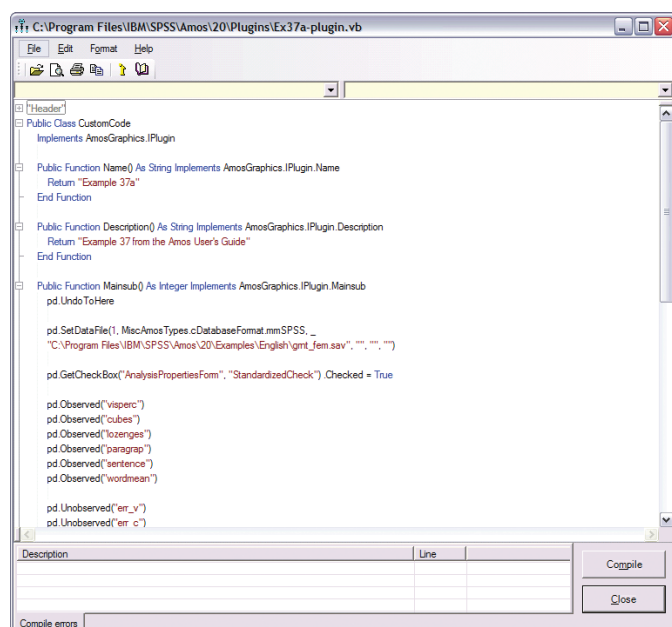 C:\Program Files\IBM\SPSS\Amos\20\Plugins\Ex37a-plugin.vb
File Edit Format Help
"Header"
Public Class CustomCode
Implements AmosGraphics.IPlugin
Public Function Name() As String Implements AmosGraphics.IPlugin.Name
Return "Example 37a"
End Function
Public Function Description() As String Implements AmosGraphics.IPlugin.Description
Return "Example 37 from the Amos User's Guide"
End Function
Public Function Mainsub() As Integer Implements AmosGraphics.IPlugin.Mainsub
pd.UndoToHere
pd.SetDataFile(1, MiscAmosTypes.cDatabaseFormat.mmSPSS, _
"C:\Program Files\IBM\SPSS\Amos\20\Examples\English\grnt_fem.sav", "", "", "")
pd.GetCheckBox("AnalysisPropertiesForm", "StandardizedCheck") .Checked = True
pd.Observed("visperc")
pd.Observed("cubes")
pd.Observed("lozenges")
pd.Observed("paragrap")
pd.Observed("sentence")
pd.Observed("wordmean")
pd.Unobserved("err_v")
pd.Unobserved("err_c")
Description Line
Compile
Close
Compile errors